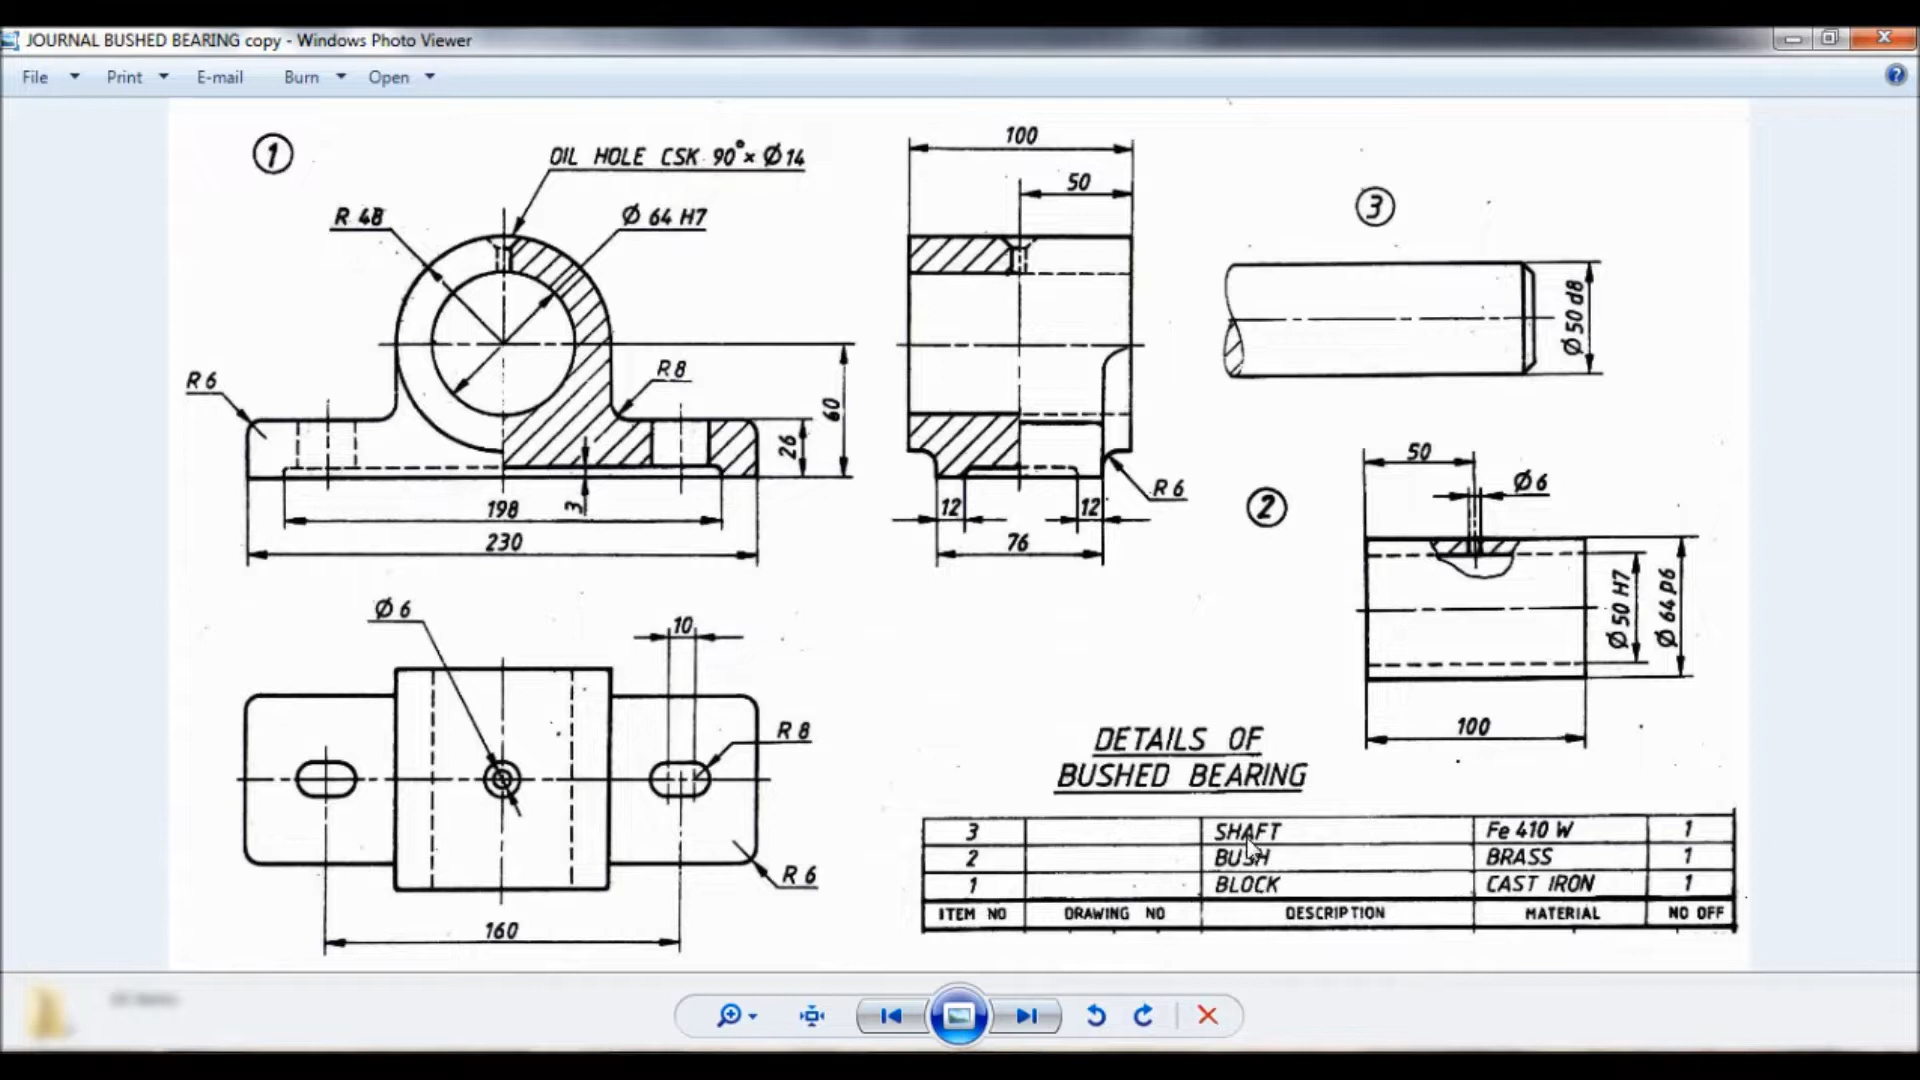 JOURNAL BUSHED BEARING copy - Windows Photo Viewer
File Print E-mail Burn Open
1
OIL HOLE CSK 90°× Ø 14
R 48
Ø 64 H7
R 6
R 8
60
26
3
198
230
100
50
R 6
12
12
76
3
Ø 50 d8
2
50
Ø 6
Ø 50 H7
Ø 64 p6
100
Ø 6
10
R 8
R 6
160
DETAILS OF
BUSHED BEARING
3 SHAFT Fe 410 W 1
2 BUSH BRASS 1
1 BLOCK CAST IRON 1
ITEM NO DRAWING NO DESCRIPTION MATERIAL NO OFF